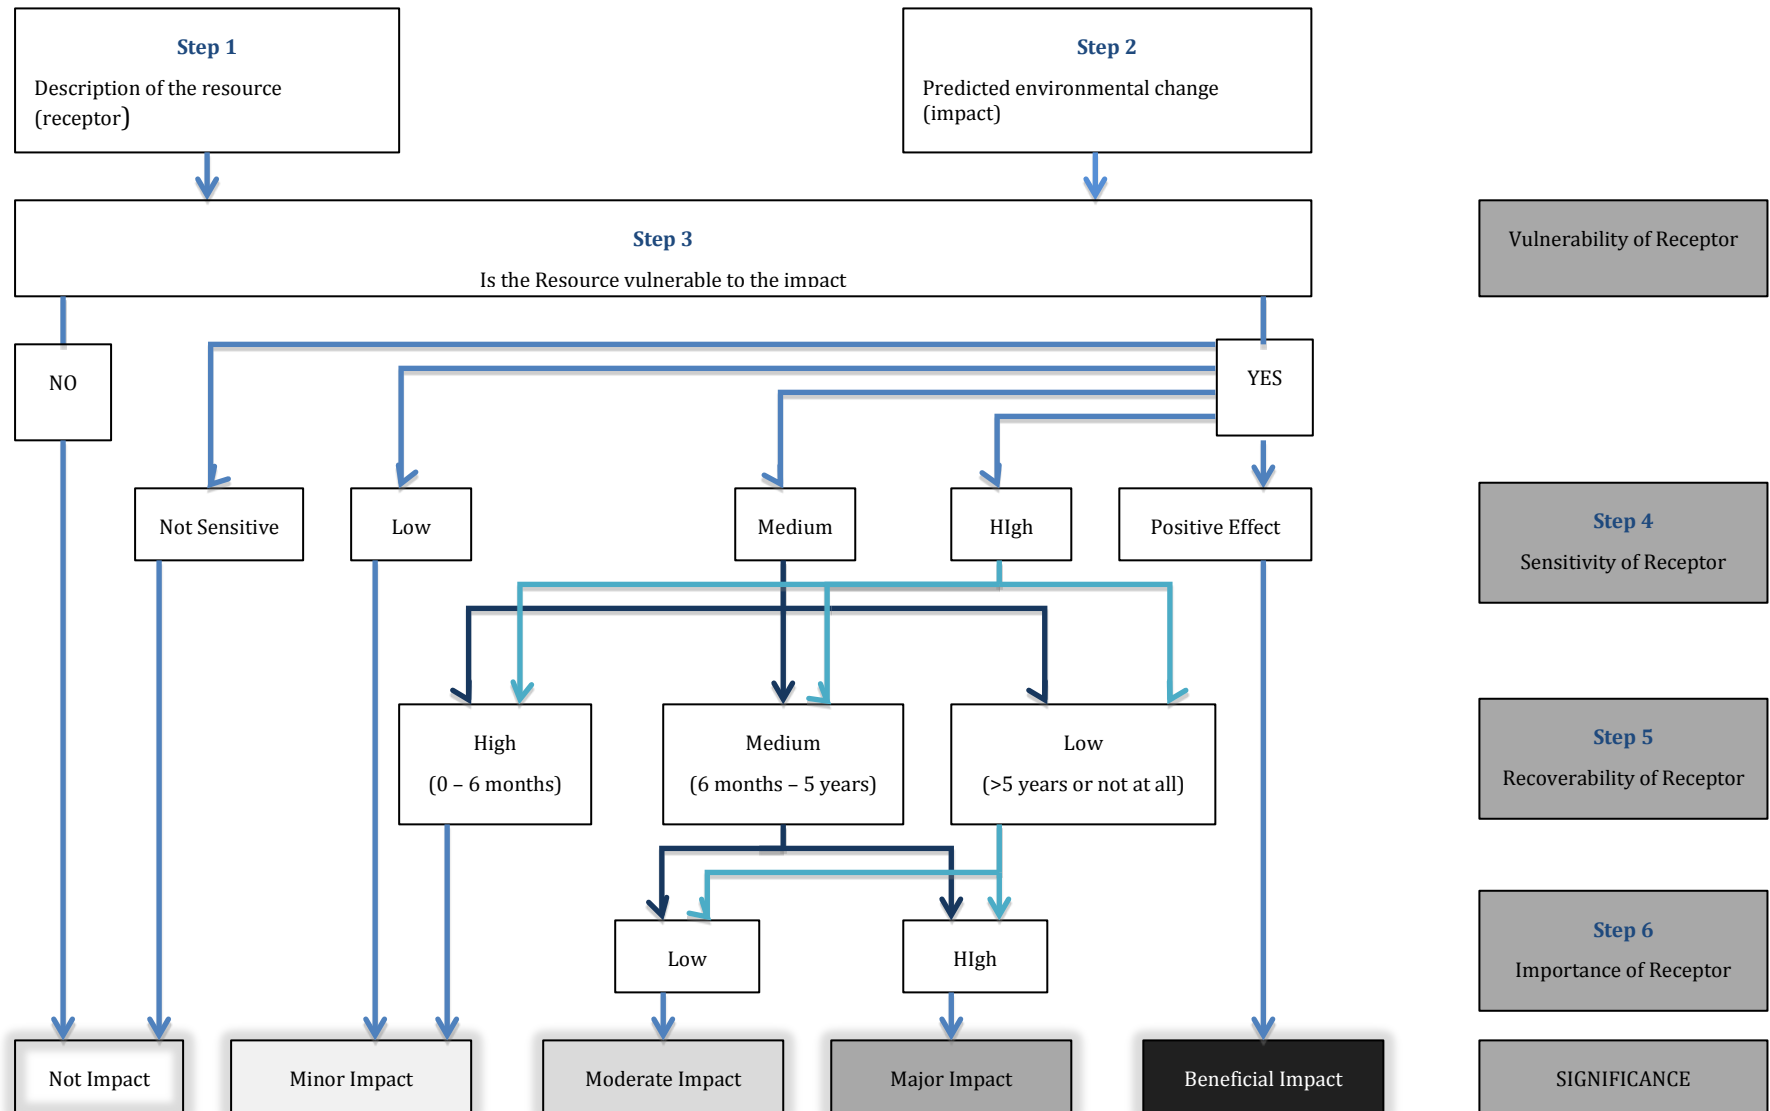 Step 1
Description of the resource
(receptor)
Step 2
Predicted environmental change
(impact)
Step 3
Is the Resource vulnerable to the impact
Vulnerability of Receptor
NO
YES
Not Sensitive
Low
Medium
HIgh
Positive Effect
Step 4
Sensitivity of Receptor
High
(0 – 6 months)
Medium
(6 months – 5 years)
Low
(>5 years or not at all)
Step 5
Recoverability of Receptor
Low
HIgh
Step 6
Importance of Receptor
Not Impact
Minor Impact
Moderate Impact
Major Impact
Beneficial Impact
SIGNIFICANCE